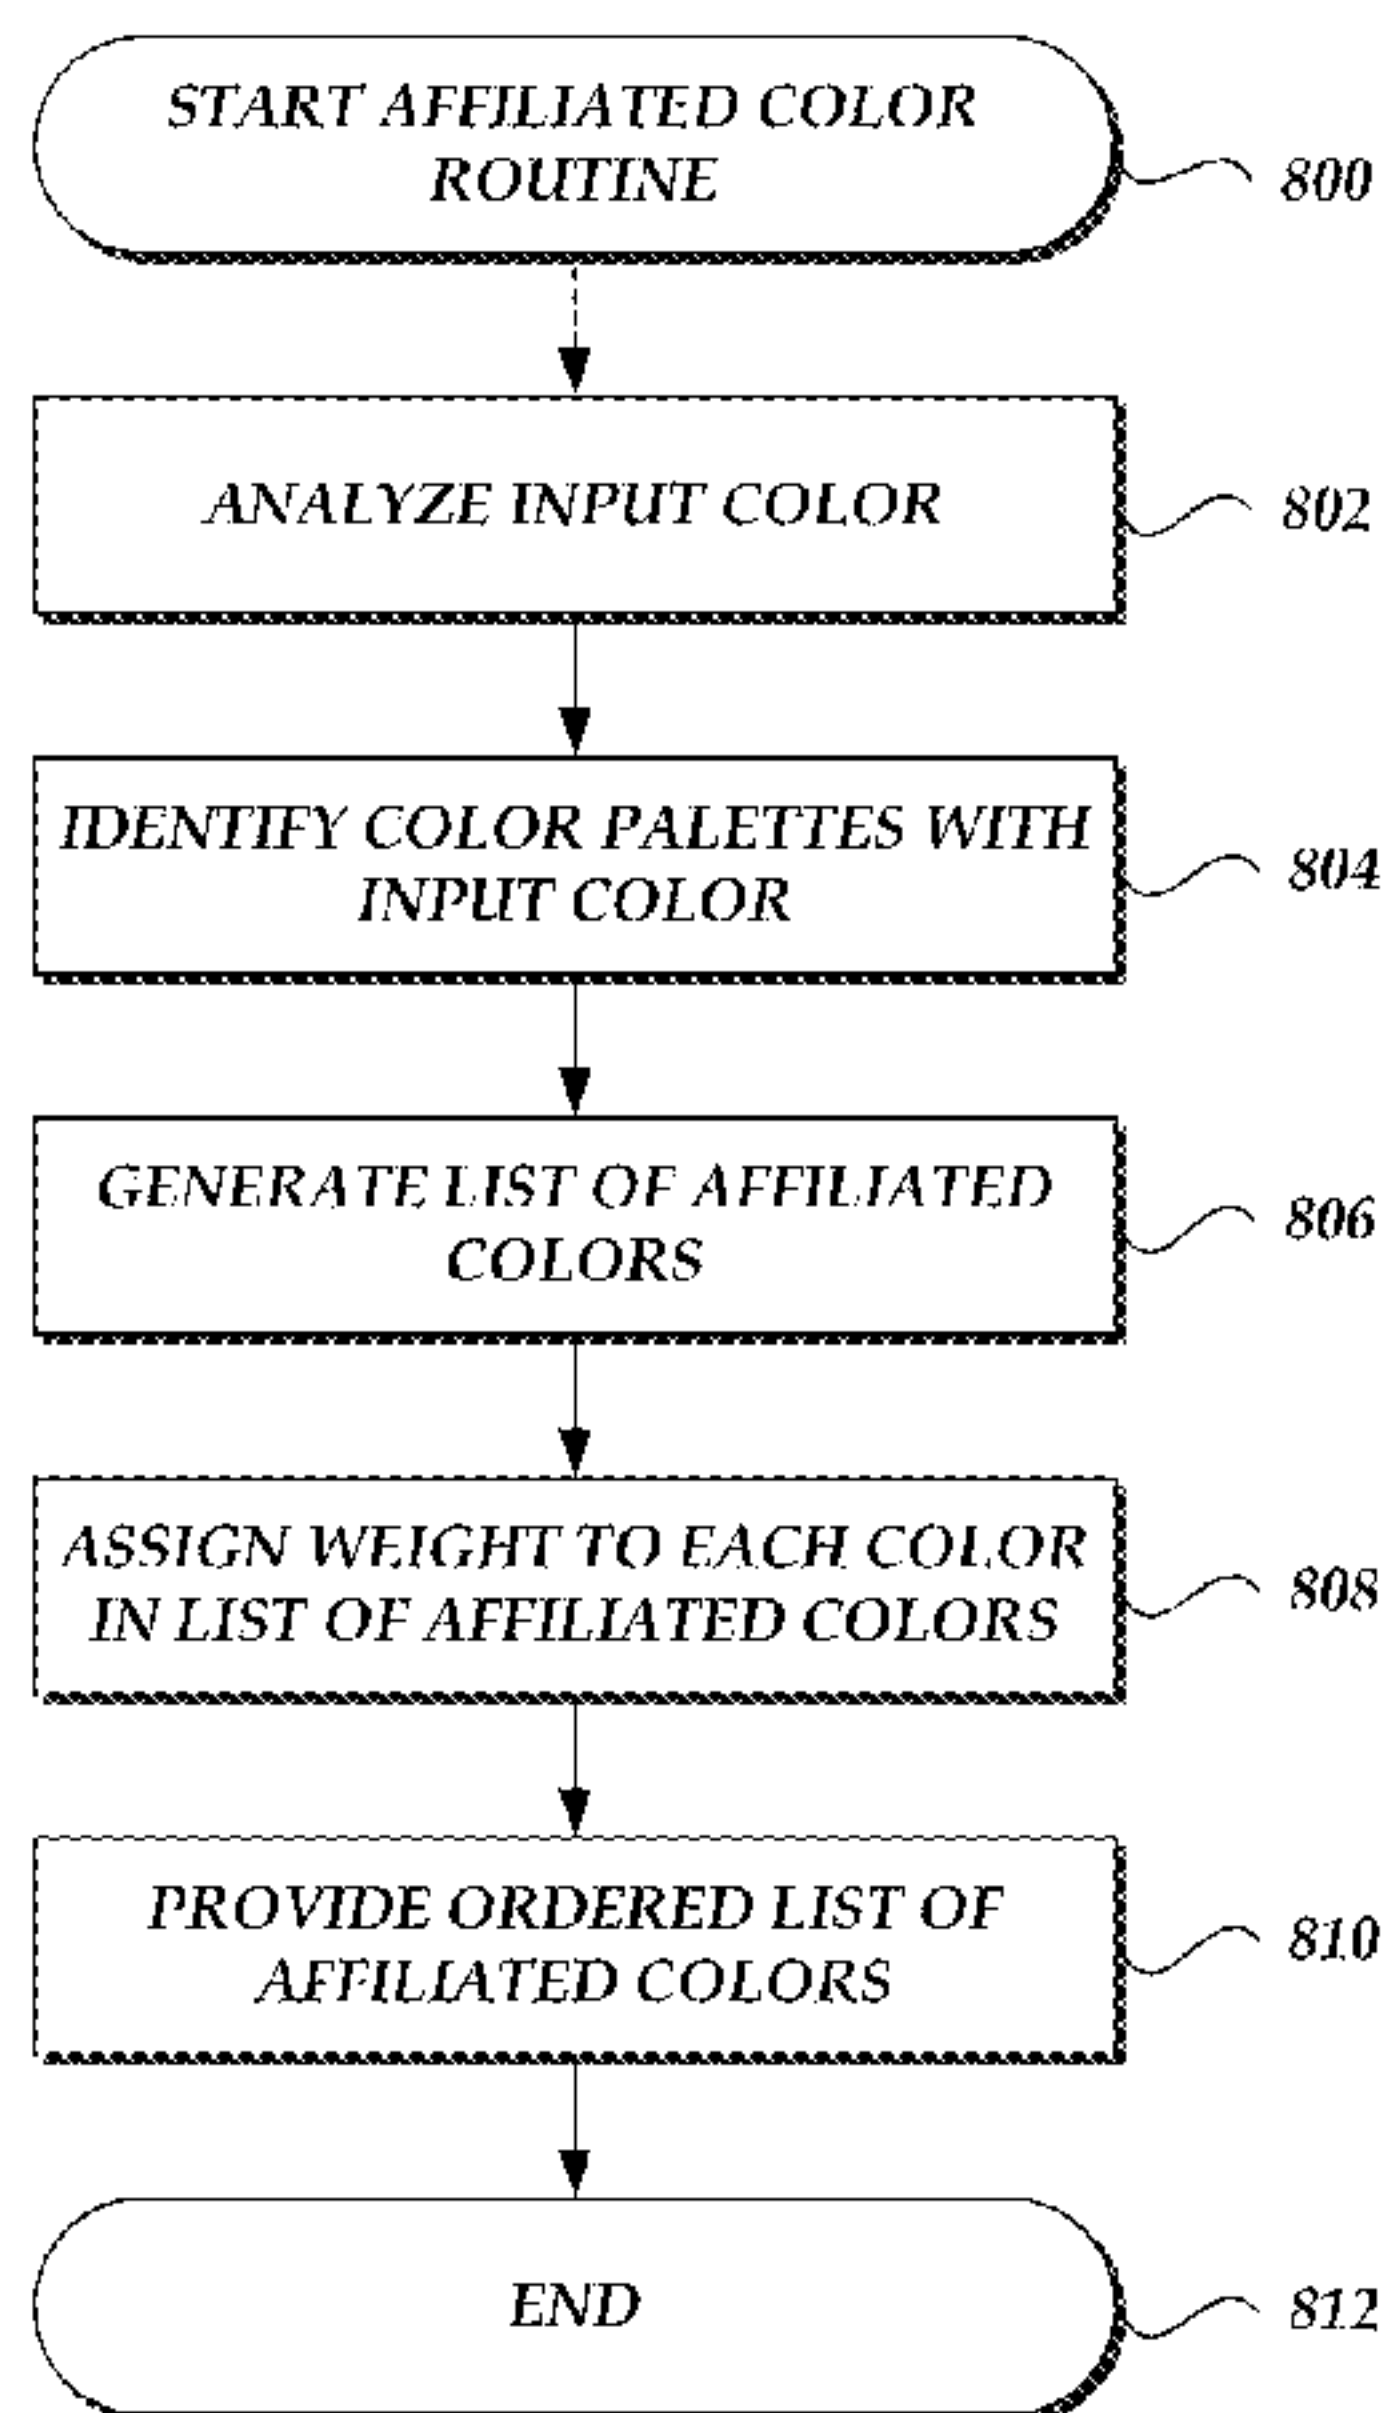 START AFFILIATED COLOR
ROUTINE
800
ANALYZE INPUT COLOR
802
IDENTIFY COLOR PALETTES WITH
INPUT COLOR
804
GENERATE LIST OF AFFILIATED
COLORS
806
ASSIGN WEIGHT TO EACH COLOR
IN LIST OF AFFILIATED COLORS
808
PROVIDE ORDERED LIST OF
AFFILIATED COLORS
810
END
812